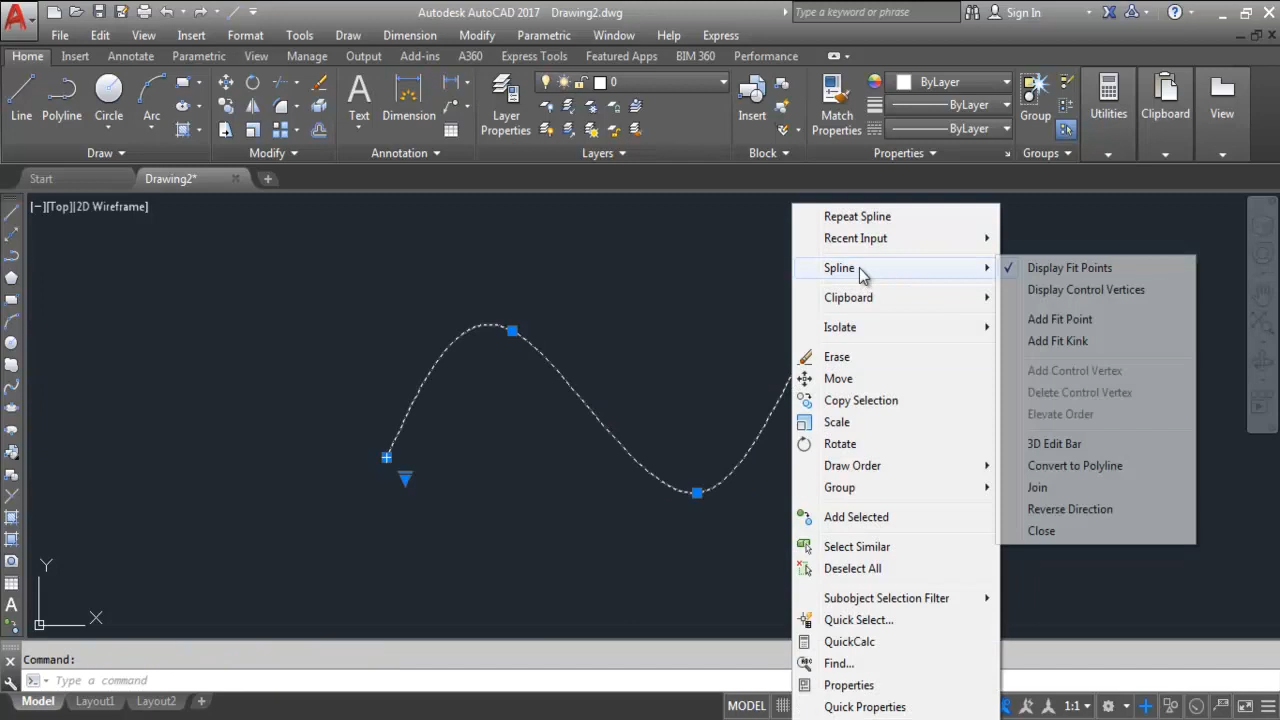 A
Autodesk AutoCAD 2017 Drawing2.dwg
Type a keyword or phrase
Sign In
File Edit View Insert Format Tools Draw Dimension Modify Parametric Window Help Express
Home Insert Annotate Parametric View Manage Output Add-ins A360 Express Tools Featured Apps BIM 360 Performance
Line Polyline Circle Arc
Draw
Modify
A
Text Dimension
Annotation
Layer
Properties
0
Layers
Insert
Block
Match
Properties
ByLayer
ByLayer
ByLayer
Properties
Group
Groups
Utilities
Clipboard
View
Start Drawing2* +
[−][Top][2D Wireframe]
Repeat Spline
Recent Input
Spline
Clipboard
Isolate
Erase
Move
Copy Selection
Scale
Rotate
Draw Order
Group
Add Selected
Select Similar
Deselect All
Subobject Selection Filter
Quick Select...
QuickCalc
Find...
Properties
Quick Properties
Display Fit Points
Display Control Vertices
Add Fit Point
Add Fit Kink
Add Control Vertex
Delete Control Vertex
Elevate Order
3D Edit Bar
Convert to Polyline
Join
Reverse Direction
Close
Y
X
A
Command:
Type a command
Model Layout1 Layout2 +
MODEL
1:1